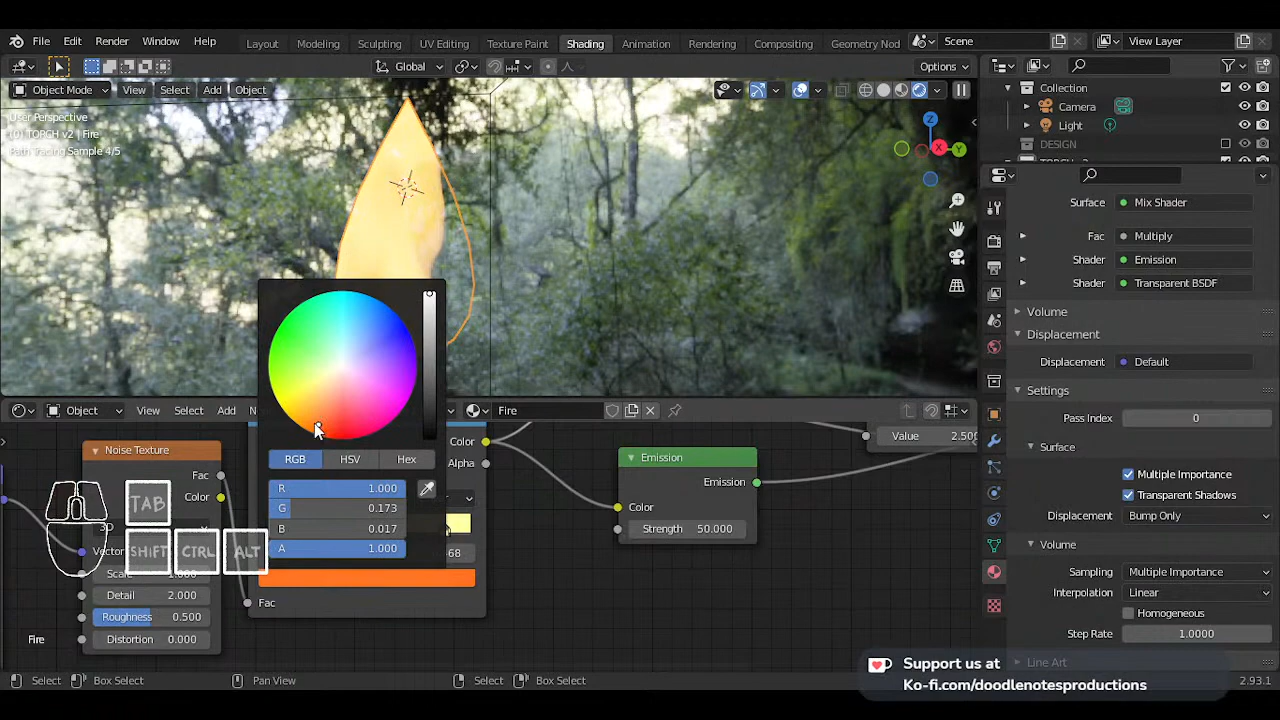 File Edit Render Window Help Layout Modeling Sculpting UV Editing Texture Paint Shading Animation Rendering Compositing Geometry Nod Scene View Layer
Global Options
Object Mode View Select Add Object
User Perspective
(0) TORCH v2 | Fire
Path Tracing Sample 4/5
Z
X
Y
Collection
Camera
Light
DESIGN
Surface Mix Shader
Fac Multiply
Shader Emission
Shader Transparent BSDF
Volume
Displacement
Displacement Default
Settings
Pass Index 0
Surface
Multiple Importance
Transparent Shadows
Displacement Bump Only
Volume
Sampling Multiple Importance
Interpolation Linear
Homogeneous
Step Rate 1.0000
Line Art
Object View Select Add Fire
Noise Texture
Fac
Color
3D
Vector
Scale 1.000
Detail 2.000
Roughness 0.500
Distortion 0.000
Fire
TAB
SHIFT CTRL ALT
RGB HSV Hex
R 1.000
G 0.173
B 0.017
A 1.000
Color
Alpha
68
Fac
Emission
Emission
Color
Strength 50.000
Value 2.500
Support us at
Ko-fi.com/doodlenotesproductions
Select Box Select Pan View Select Box Select 2.93.1